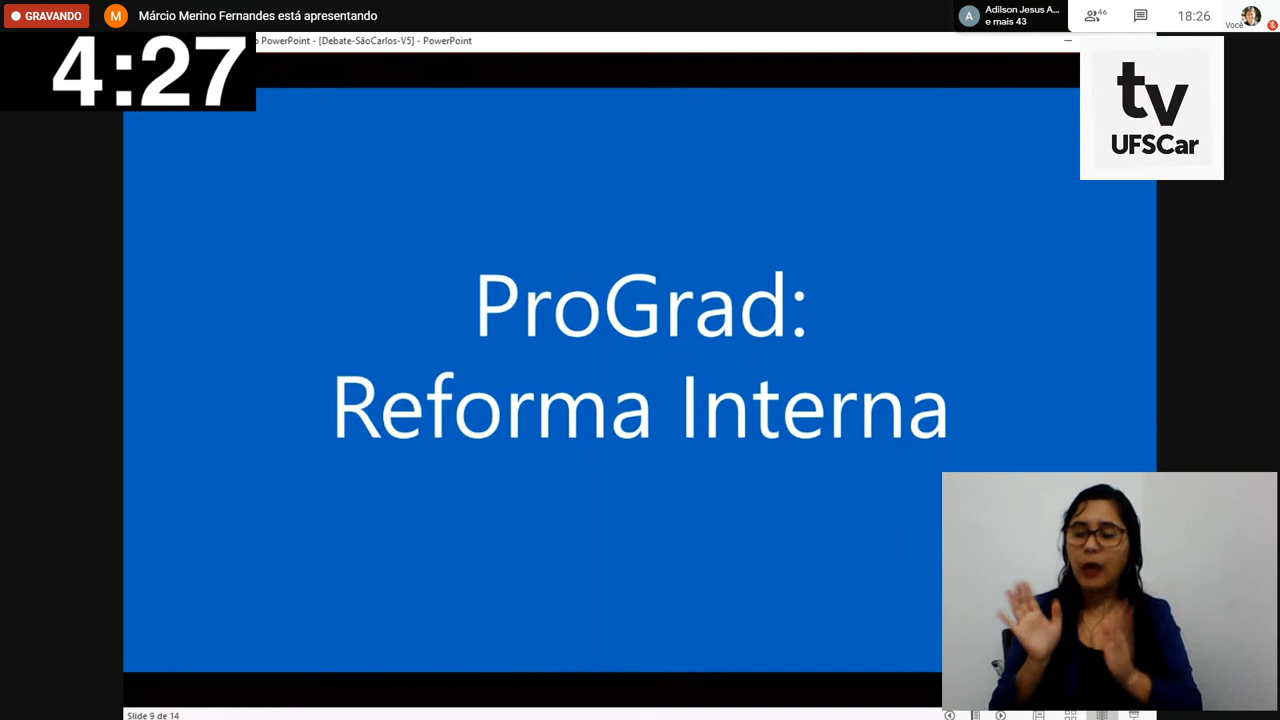 GRAVANDO
M
Márcio Merino Fernandes está apresentando
A
Adilson Jesus A...
e mais 43
46
18:26
Você
4:27
o PowerPoint - [Debate-SãoCarlos-V5] - PowerPoint
tv
UFSCar
ProGrad:
Reforma Interna
Slide 9 de 14